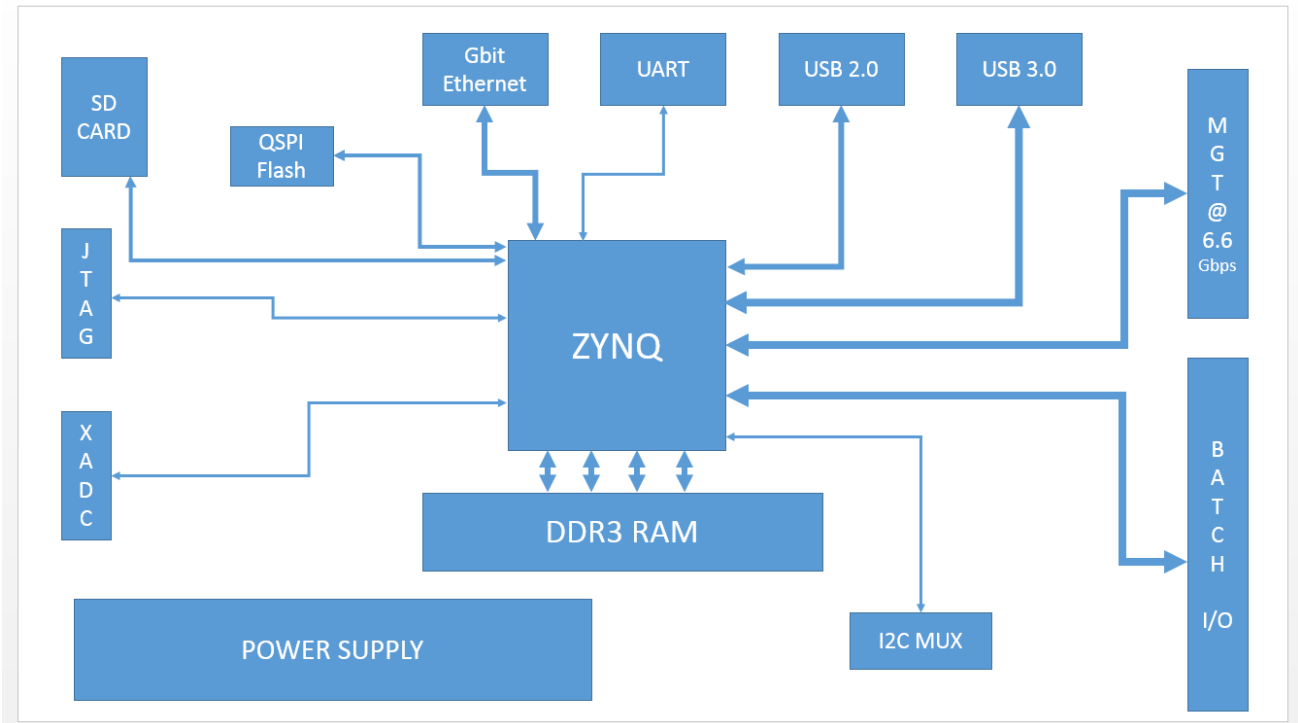 Gbit
Ethernet
UART
USB 2.0
USB 3.0
SD
CARD
QSPI
Flash
M
G
T
@
6.6
Gbps
J
T
A
G
ZYNQ
X
A
D
C
DDR3 RAM
B
A
T
C
H
I/O
POWER SUPPLY
I2C MUX